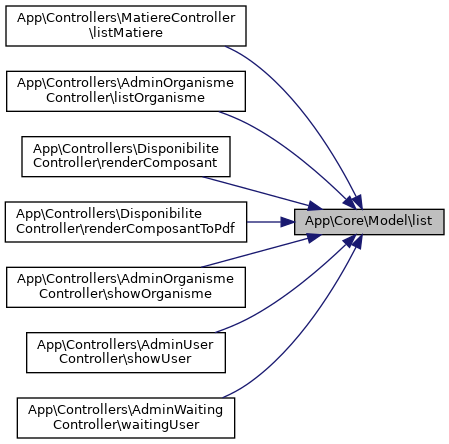 App\Controllers\MatiereController
\listMatiere
App\Controllers\AdminOrganisme
Controller\listOrganisme
App\Controllers\Disponibilite
Controller\renderComposant
App\Controllers\Disponibilite
Controller\renderComposantToPdf
App\Core\Model\list
App\Controllers\AdminOrganisme
Controller\showOrganisme
App\Controllers\AdminUser
Controller\showUser
App\Controllers\AdminWaiting
Controller\waitingUser